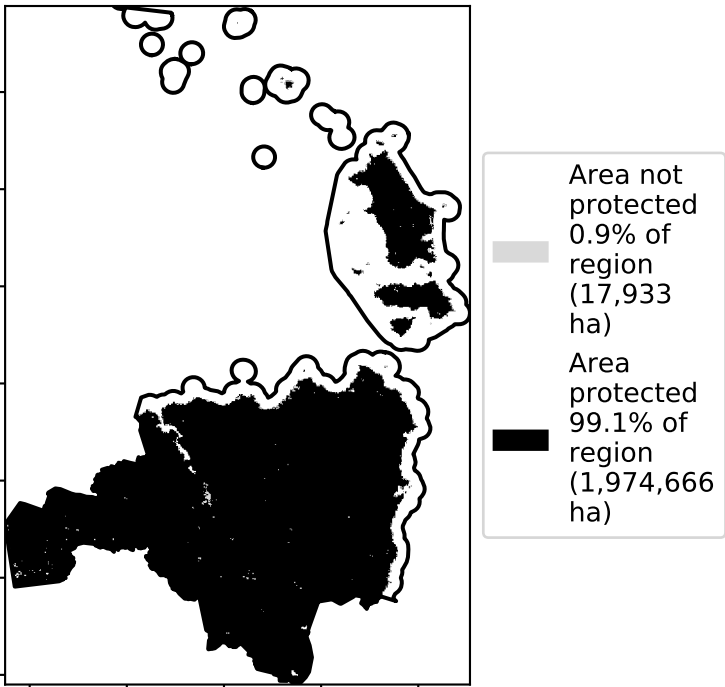 Area not
protected
0.9% of
region
(17,933
ha)
Area
protected
99.1% of
region
(1,974,666
ha)